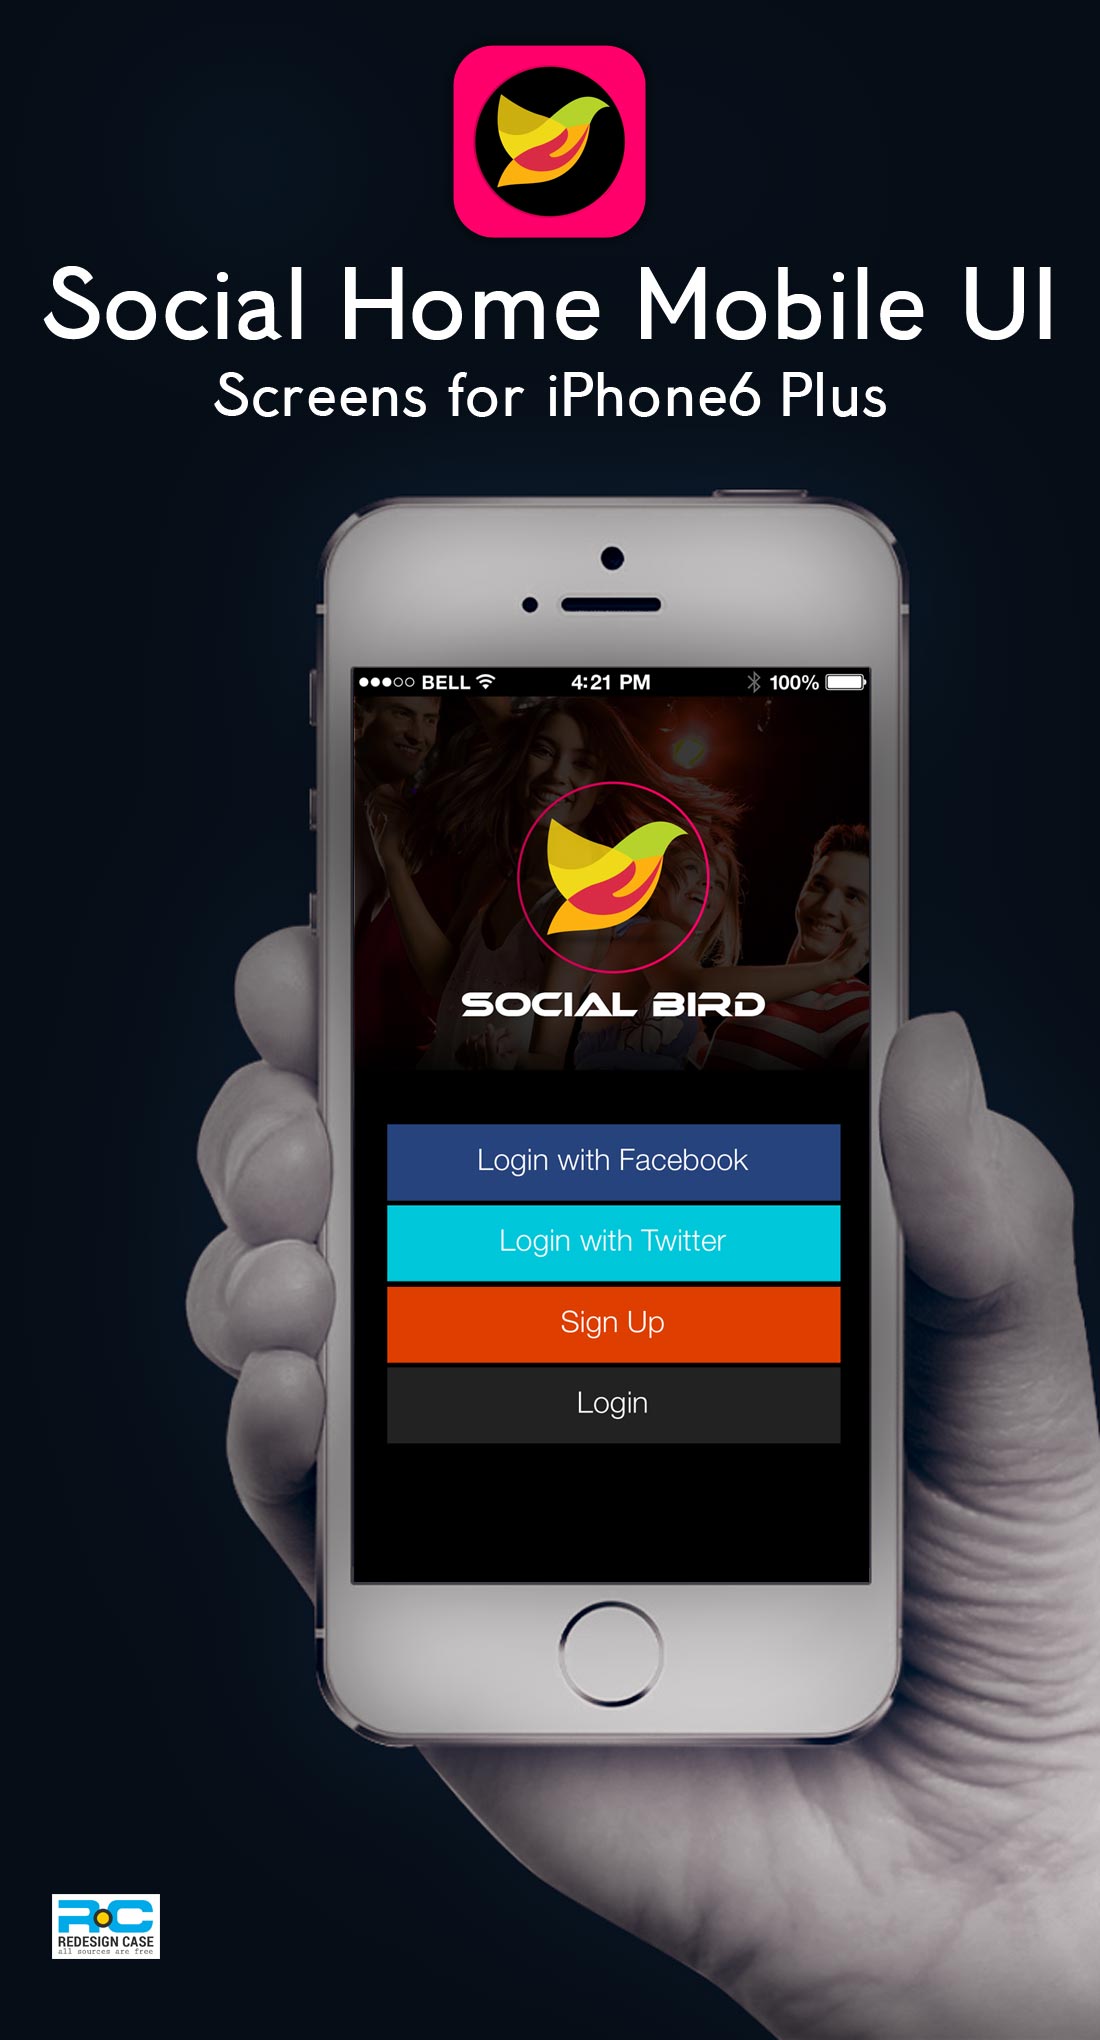 Social Home Mobile UI
Screens for iPhone6 Plus
BELL 4:21 PM 100%
SOCIAL BIRD
Login with Facebook
Login with Twitter
Sign Up
Login
RC
REDESIGN CASE
all sources are free